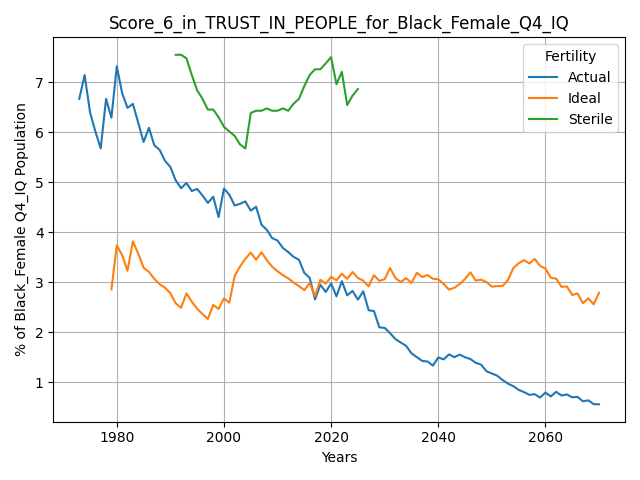 Score_6_in_TRUST_IN_PEOPLE_for_Black_Female_Q4_IQ
Fertility
Actual
Ideal
Sterile
% of Black_Female Q4_IQ Population
7
6
5
4
3
2
1
1980
2000
2020
2040
2060
Years